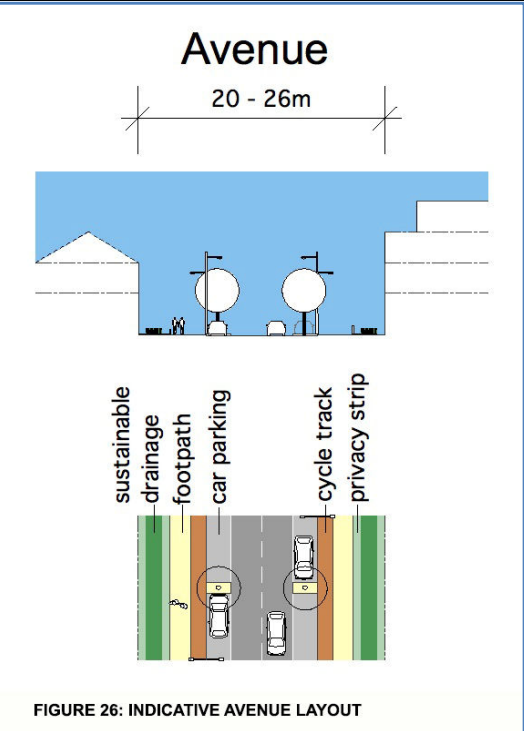 Avenue
20 - 26m
sustainable
drainage
footpath
car parking
cycle track
privacy strip
FIGURE 26: INDICATIVE AVENUE LAYOUT